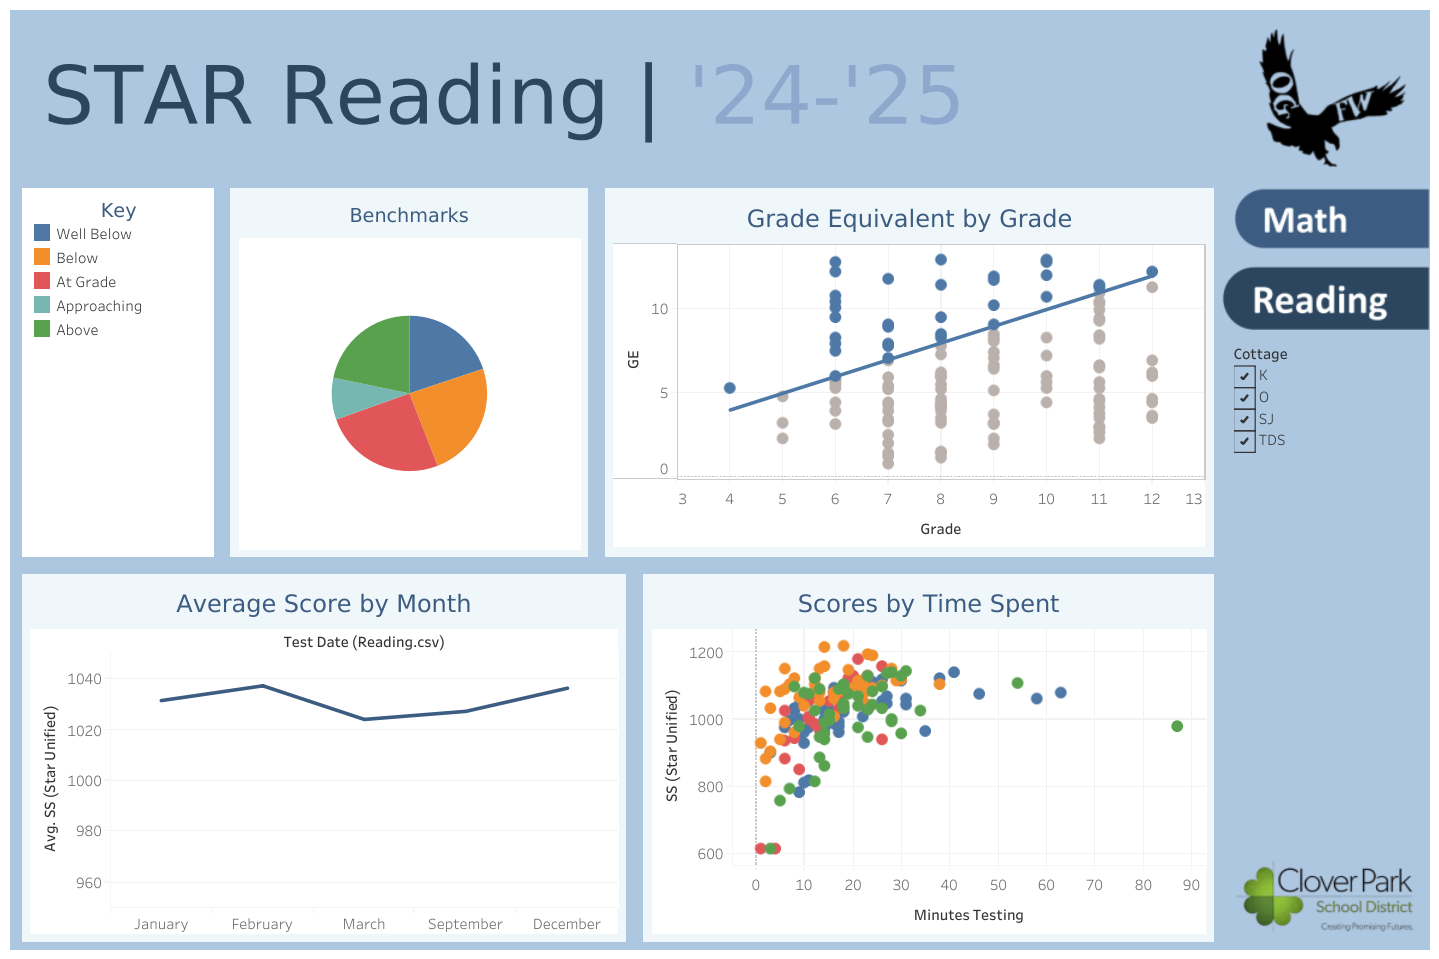 STAR Reading | '24-'25
OG
FW
Key
Well Below
Below
At Grade
Approaching
Above
Benchmarks
Grade Equivalent by Grade
GE
10
5
0
3 4 5 6 7 8 9 10 11 12 13
Grade
Math
Reading
Cottage
K
O
SJ
TDS
Average Score by Month
Test Date (Reading.csv)
Avg. SS (Star Unified)
1040
1020
1000
980
960
January February March September December
Scores by Time Spent
SS (Star Unified)
1200
1000
800
600
0 10 20 30 40 50 60 70 80 90
Minutes Testing
Clover Park
School District
Creating Promising Futures.